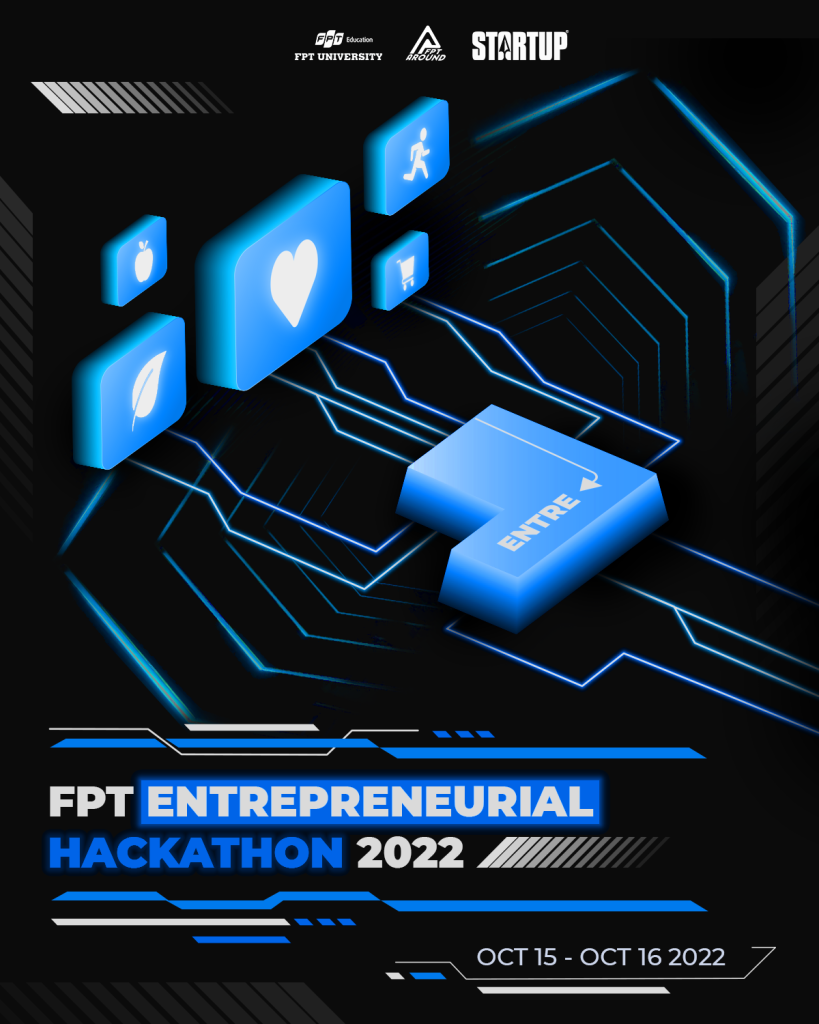 FPT Education
FPT UNIVERSITY
FPT
AROUND
STARTUP
ENTRE
FPT ENTREPRENEURIAL
HACKATHON 2022
OCT 15 - OCT 16 2022